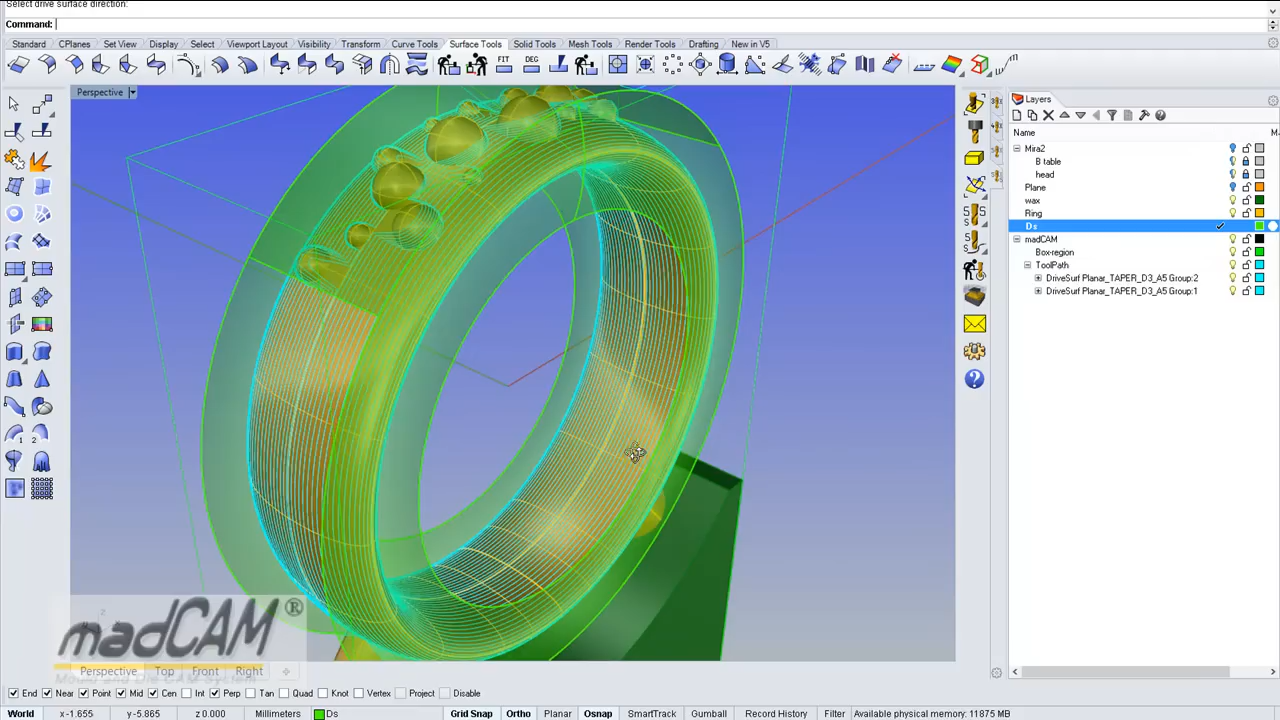 Select drive surface direction:
Command:
Standard CPlanes Set View Display Select Viewport Layout Visibility Transform Curve Tools Surface Tools Solid Tools Mesh Tools Render Tools Drafting New in V5
FIT DEG
Perspective
Layers
Name
Mira2
B table
head
Plane
wax
Ring
Ds
madCAM
Box-region
ToolPath
DriveSurf Planar_TAPER_D3_A5 Group:2
DriveSurf Planar_TAPER_D3_A5 Group:1
madCAM®
Perspective Top Front Right
End Near Point Mid Cen Int Perp Tan Quad Knot Vertex Project Disable
World x -1.655 y -5.865 z 0.000 Millimeters Ds Grid Snap Ortho Planar Osnap SmartTrack Gumball Record History Filter Available physical memory: 11875 MB